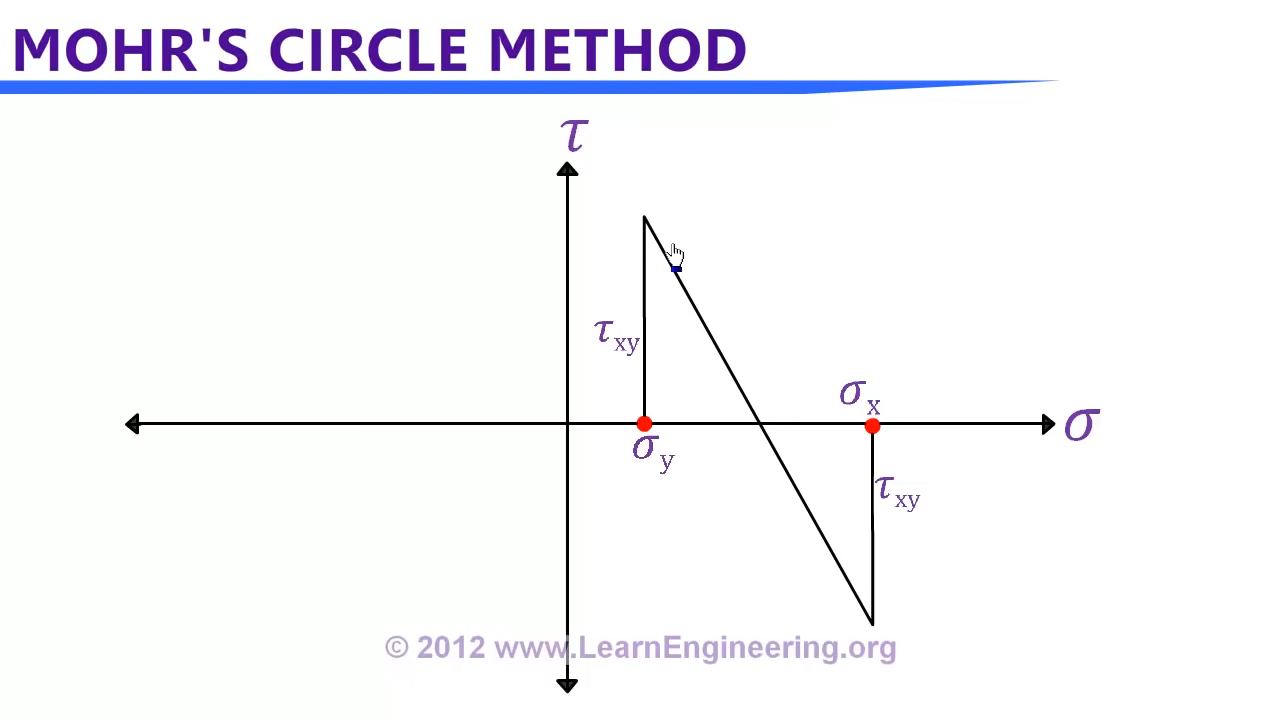 MOHR'S CIRCLE METHOD
τ
τxy
σx
σ
σy
τxy
© 2012 www.LearnEngineering.org